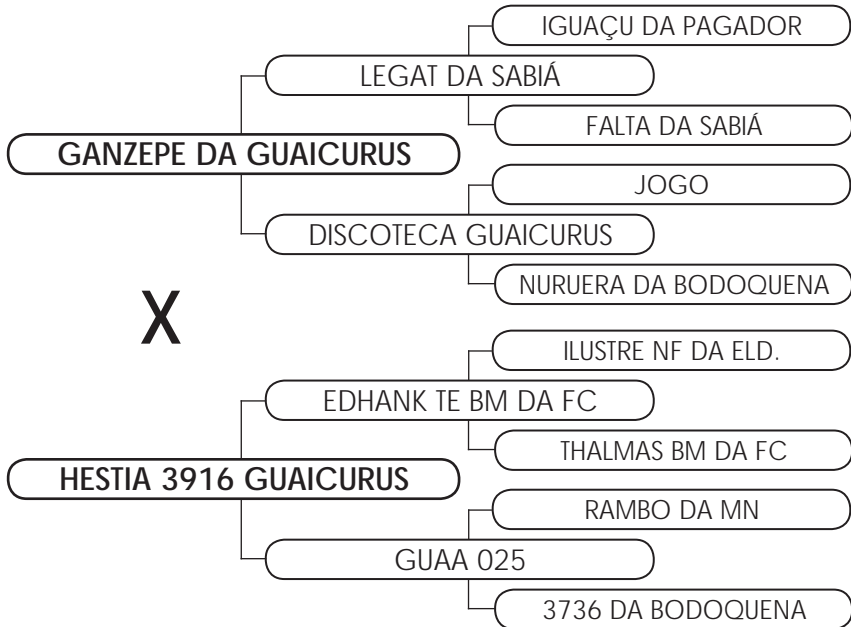 IGUAÇU DA PAGADOR
LEGAT DA SABIÁ
FALTA DA SABIÁ
GANZEPE DA GUAICURUS
JOGO
DISCOTECA GUAICURUS
NURUERA DA BODOQUENA
X
ILUSTRE NF DA ELD.
EDHANK TE BM DA FC
THALMAS BM DA FC
HESTIA 3916 GUAICURUS
RAMBO DA MN
GUAA 025
3736 DA BODOQUENA